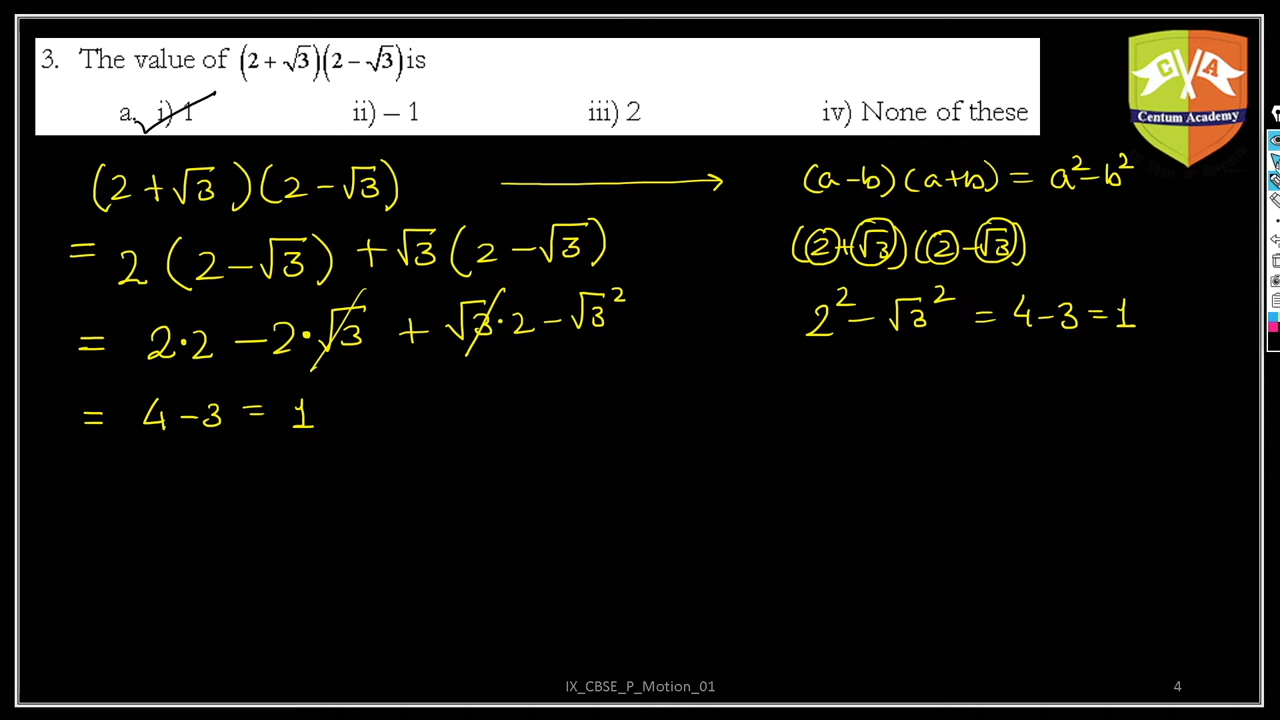 3. The value of (2 + √3)(2 − √3) is
a. i) 1 ii) – 1 iii) 2 iv) None of these
C A
Centum Academy
(2 + √3)(2 − √3) ⟶ (a−b)(a+b) = a² − b²
= 2(2 − √3) + √3(2 − √3)
(2+√3)(2−√3)
= 2·2 − 2·√3 + √3·2 − √3²
2² − √3² = 4−3 = 1
= 4 − 3 = 1
IX_CBSE_P_Motion_01
4